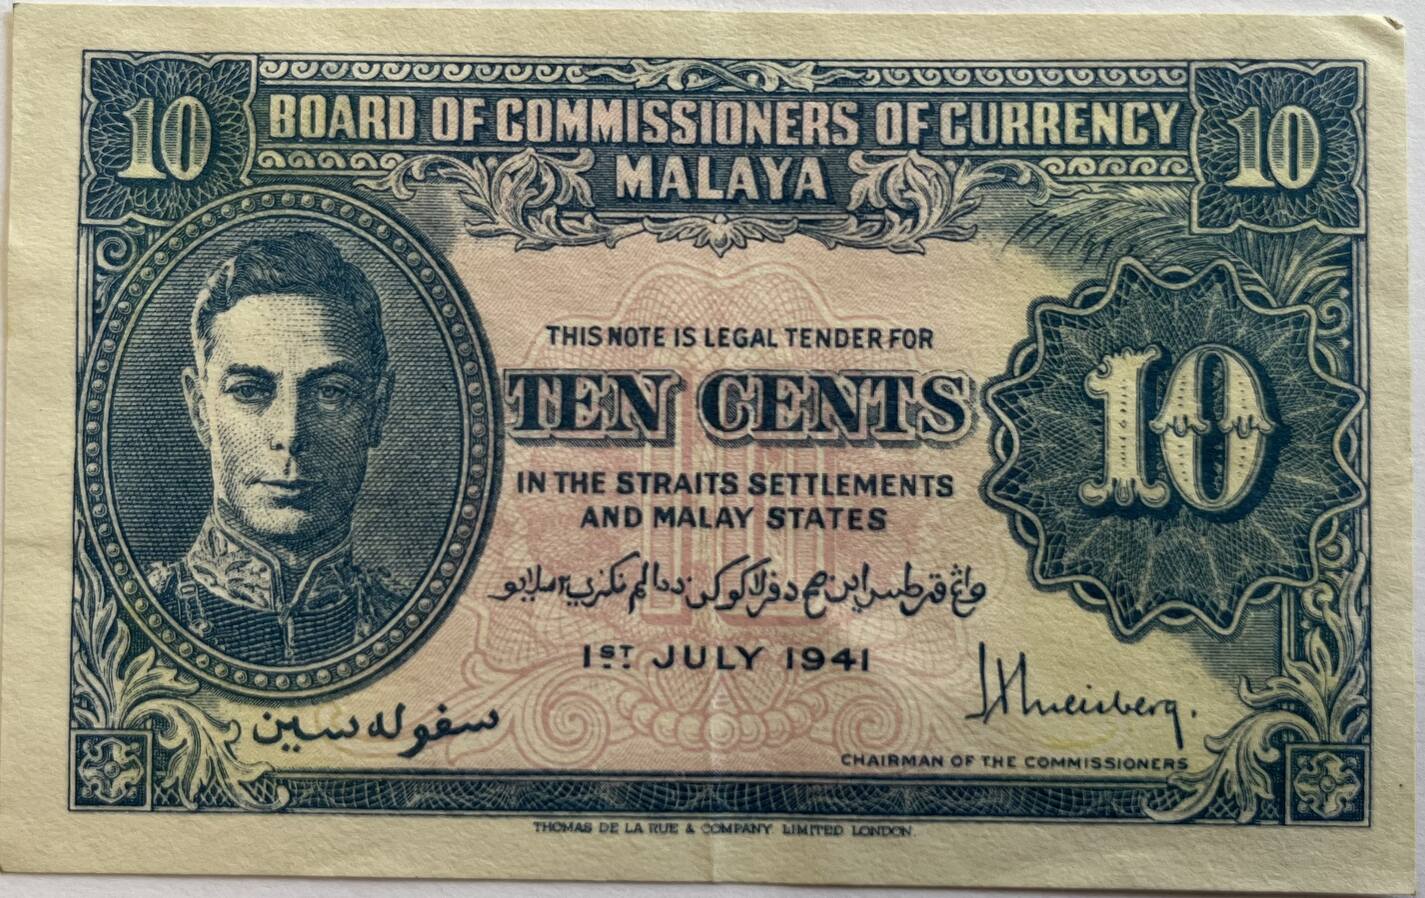 10 BOARD OF COMMISSIONERS OF CURRENCY 10
MALAYA
THIS NOTE IS LEGAL TENDER FOR
TEN CENTS
10
IN THE STRAITS SETTLEMENTS
AND MALAY STATES
1ST JULY 1941
سفوله سين
CHAIRMAN OF THE COMMISSIONERS
THOMAS DE LA RUE & COMPANY LIMITED LONDON.